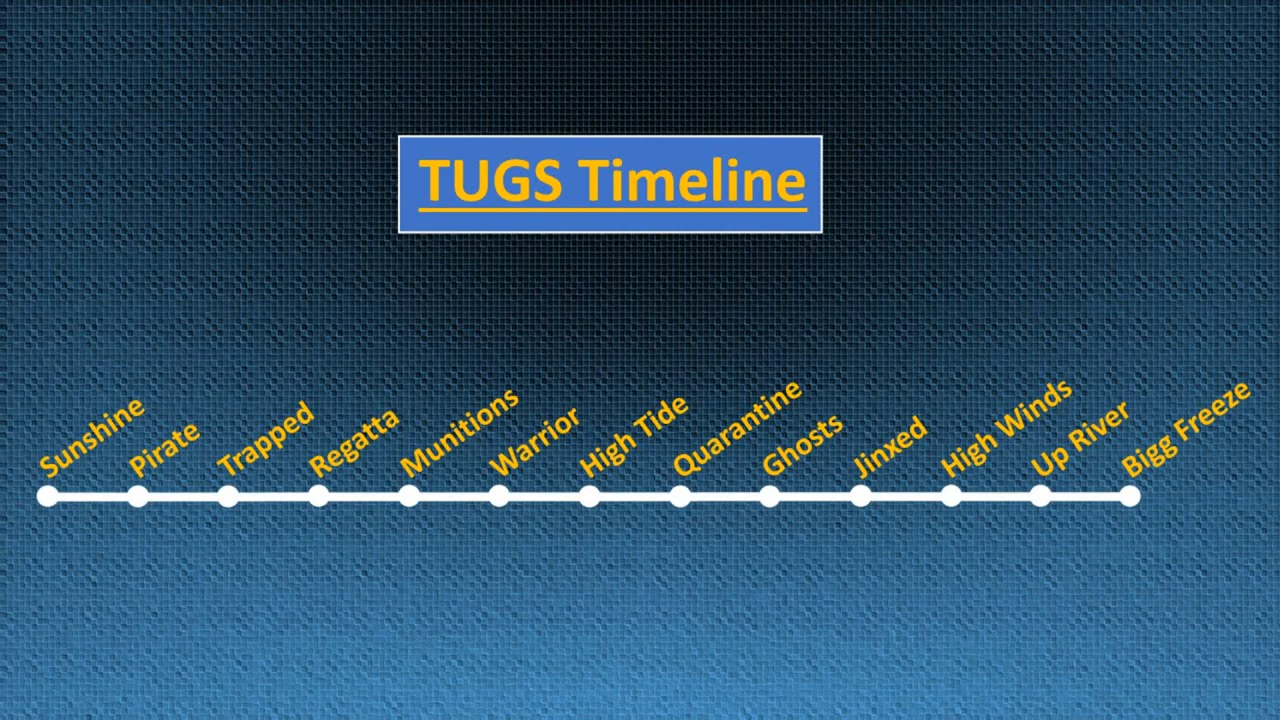 TUGS Timeline
Sunshine
Pirate
Trapped
Regatta
Munitions
Warrior
High Tide
Quarantine
Ghosts
Jinxed
High Winds
Up River
Bigg Freeze